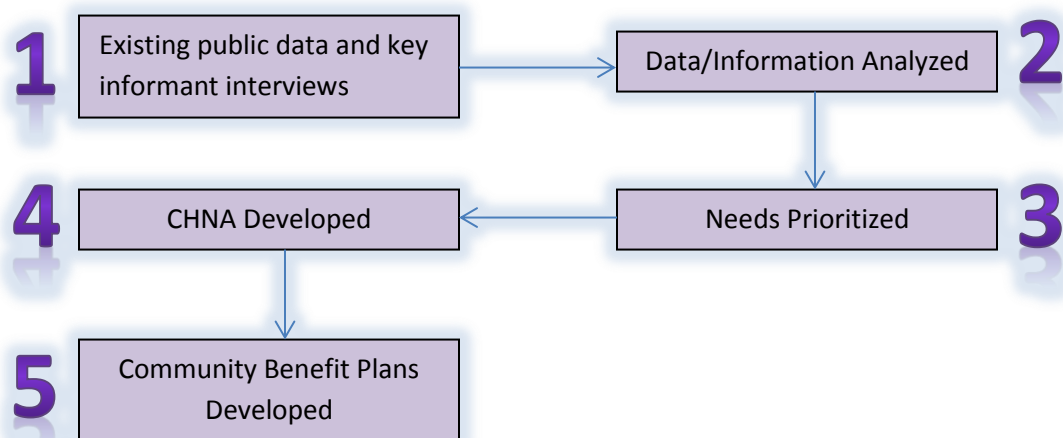 1
Existing public data and key
informant interviews
2
Data/Information Analyzed
3
Needs Prioritized
4
CHNA Developed
5
Community Benefit Plans
Developed